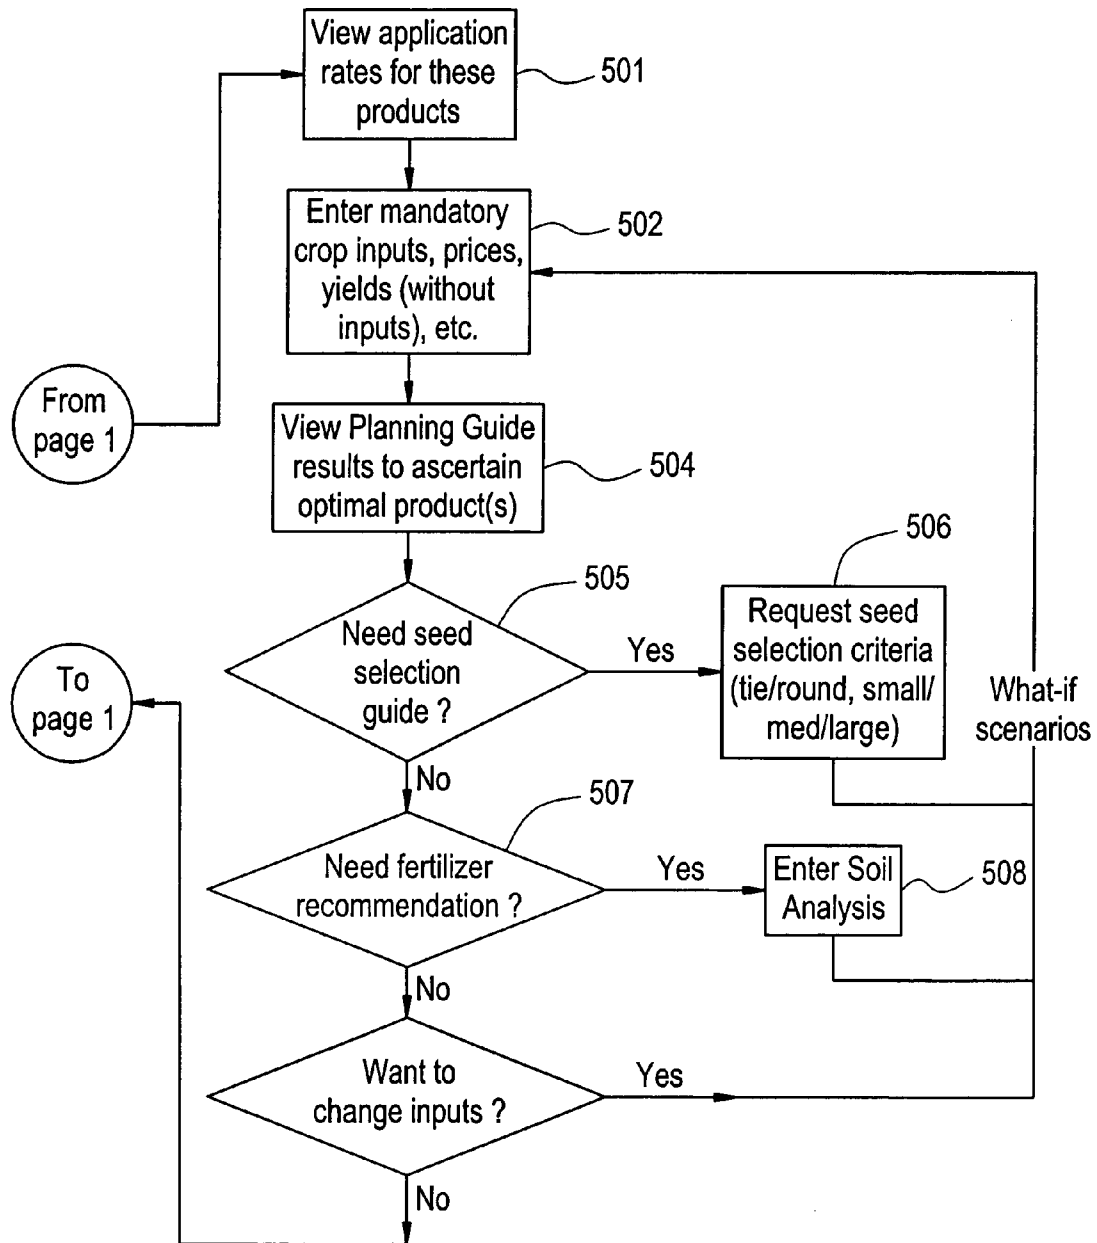 View application
rates for these
products
501
Enter mandatory
crop inputs, prices,
yields (without
inputs), etc.
502
From
page 1
View Planning Guide
results to ascertain
optimal product(s)
504
505
506
Need seed
selection
guide ?
Yes
Request seed
selection criteria
(tie/round, small/
med/large)
What-if
scenarios
To
page 1
No
507
Need fertilizer
recommendation ?
Yes
Enter Soil
Analysis
508
No
Want to
change inputs ?
Yes
No